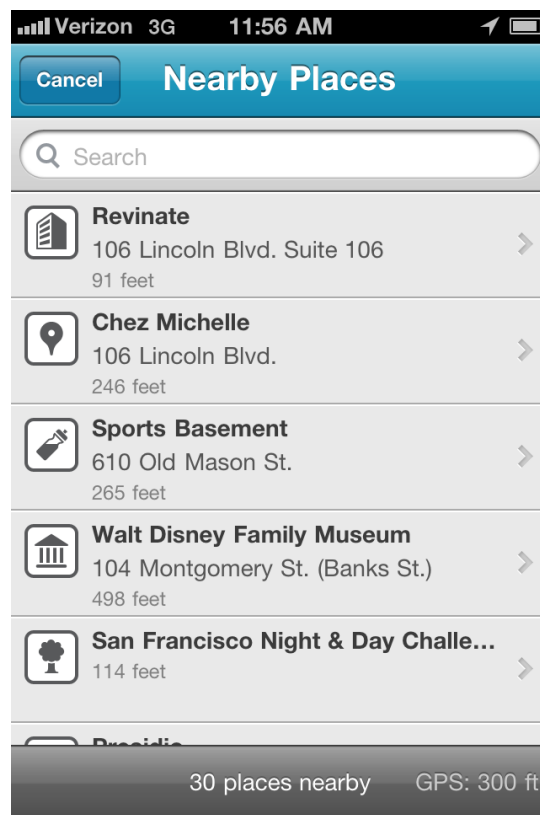 Verizon 3G 11:56 AM
Cancel Nearby Places
Search
Revinate
106 Lincoln Blvd. Suite 106
91 feet
Chez Michelle
106 Lincoln Blvd.
246 feet
Sports Basement
610 Old Mason St.
265 feet
Walt Disney Family Museum
104 Montgomery St. (Banks St.)
498 feet
San Francisco Night & Day Challe...
114 feet
Presidio
30 places nearby GPS: 300 ft